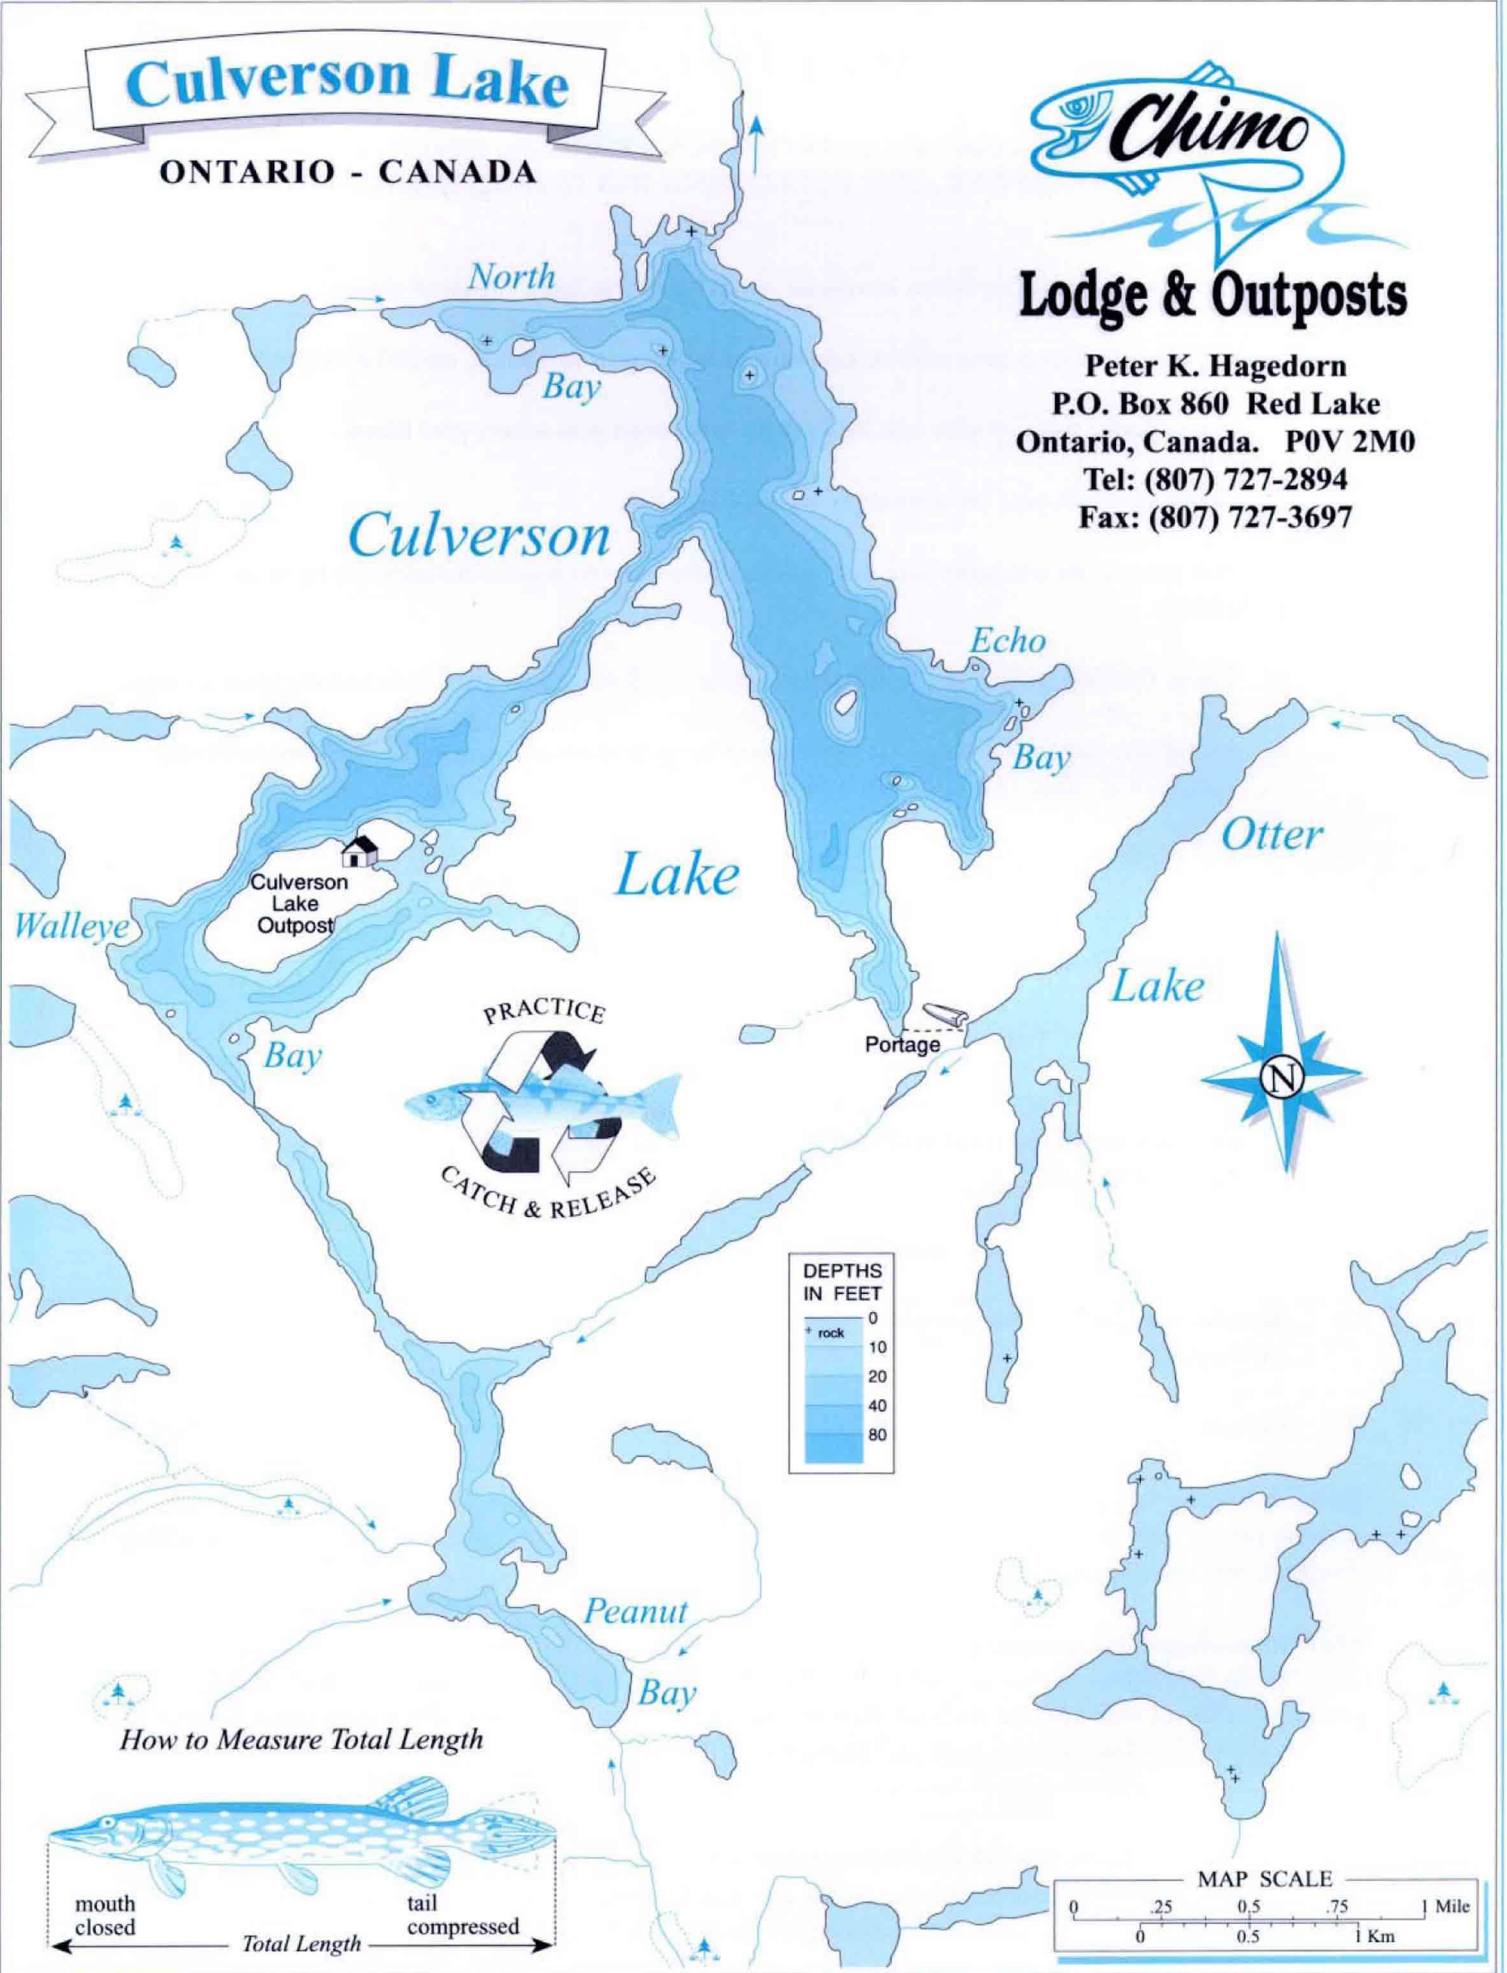 Culverson Lake
ONTARIO - CANADA
Chimo
Lodge & Outposts
Peter K. Hagedorn
P.O. Box 860 Red Lake
Ontario, Canada. P0V 2M0
Tel: (807) 727-2894
Fax: (807) 727-3697
North
Bay
Culverson
Lake
Echo
Bay
Otter
Lake
Walleye
Bay
Culverson
Lake
Outpost
Portage
N
PRACTICE
CATCH & RELEASE
DEPTHS
IN FEET
0
+ rock
10
20
40
80
Peanut
Bay
How to Measure Total Length
mouth
closed
tail
compressed
Total Length
MAP SCALE
0 .25 0.5 .75 1 Mile
0 0.5 1 Km